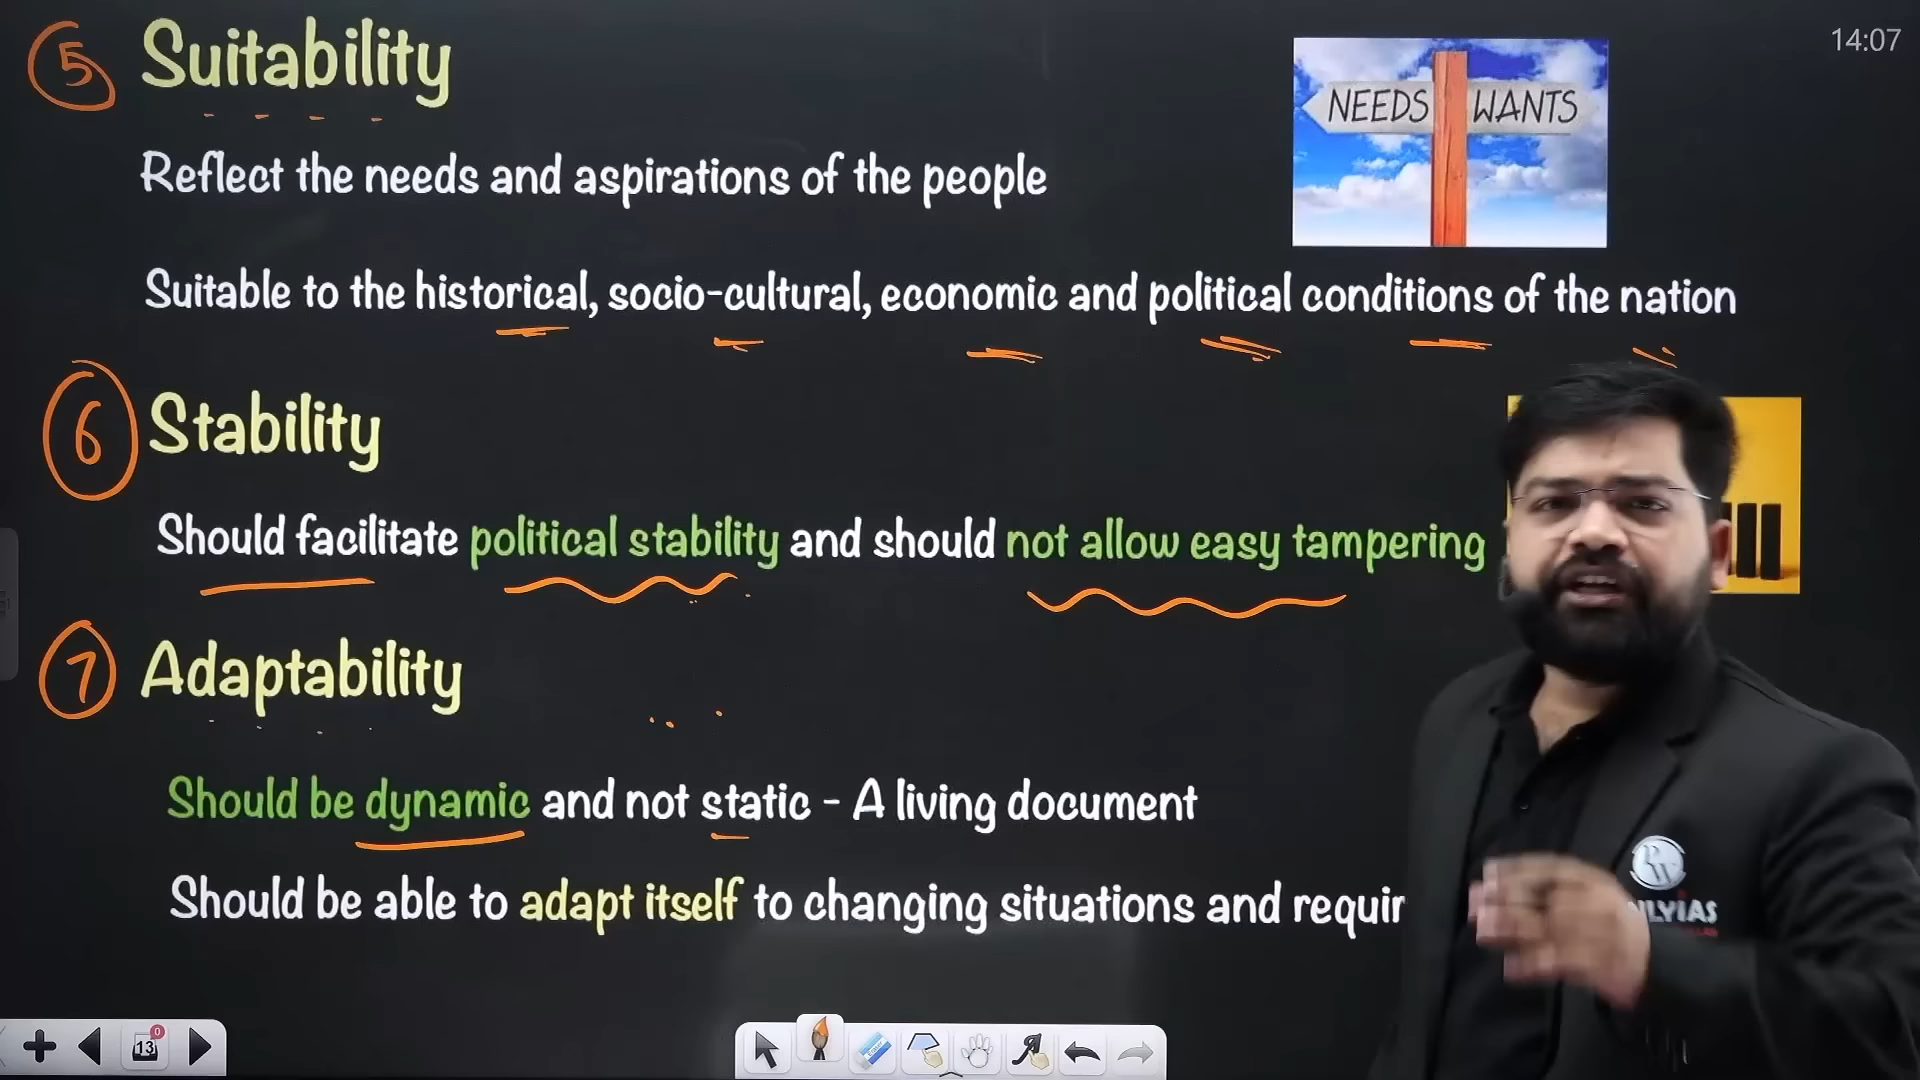 14:07
5 Suitability
NEEDS WANTS
Reflect the needs and aspirations of the people
Suitable to the historical, socio-cultural, economic and political conditions of the nation
6 Stability
Should facilitate political stability and should not allow easy tampering
7 Adaptability
Should be dynamic and not static - A living document
Should be able to adapt itself to changing situations and requir
PW
LYIAS
13
0